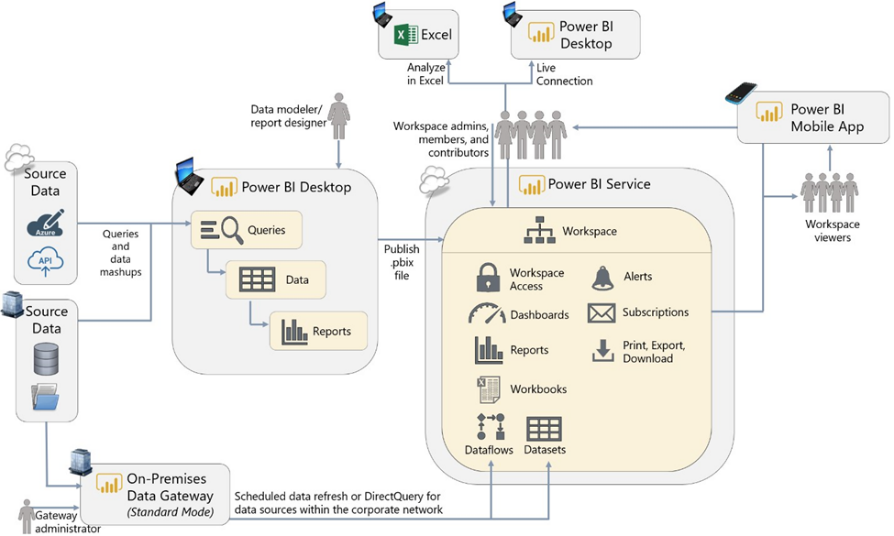 Excel
Power BI
Desktop
Analyze
in Excel
Live
Connection
Data modeler/
report designer
Workspace admins,
members, and
contributors
Power BI
Mobile App
Source
Data
Azure
API
Queries
and
data
mashups
Power BI Desktop
Queries
Data
Reports
Publish
.pbix
file
Power BI Service
Workspace
Workspace
Access
Alerts
Dashboards
Subscriptions
Reports
Print, Export,
Download
Workbooks
Dataflows
Datasets
Workspace
viewers
Source
Data
On-Premises
Data Gateway
(Standard Mode)
Gateway
administrator
Scheduled data refresh or DirectQuery for
data sources within the corporate network